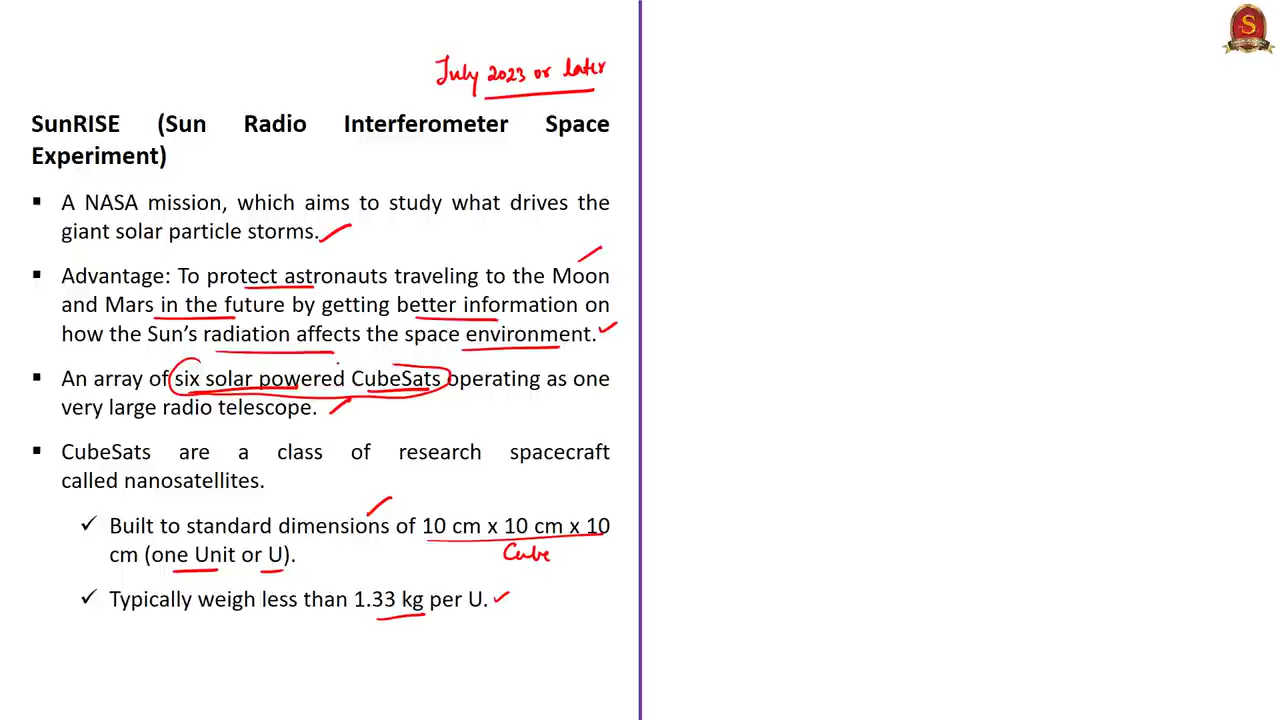 July 2023 or later
SunRISE (Sun Radio Interferometer Space
Experiment)
▪ A NASA mission, which aims to study what drives the
giant solar particle storms.
▪ Advantage: To protect astronauts traveling to the Moon
and Mars in the future by getting better information on
how the Sun’s radiation affects the space environment.
▪ An array of six solar powered CubeSats operating as one
very large radio telescope.
▪ CubeSats are a class of research spacecraft
called nanosatellites.
✓ Built to standard dimensions of 10 cm x 10 cm x 10
cm (one Unit or U).
Cube
✓ Typically weigh less than 1.33 kg per U.
S